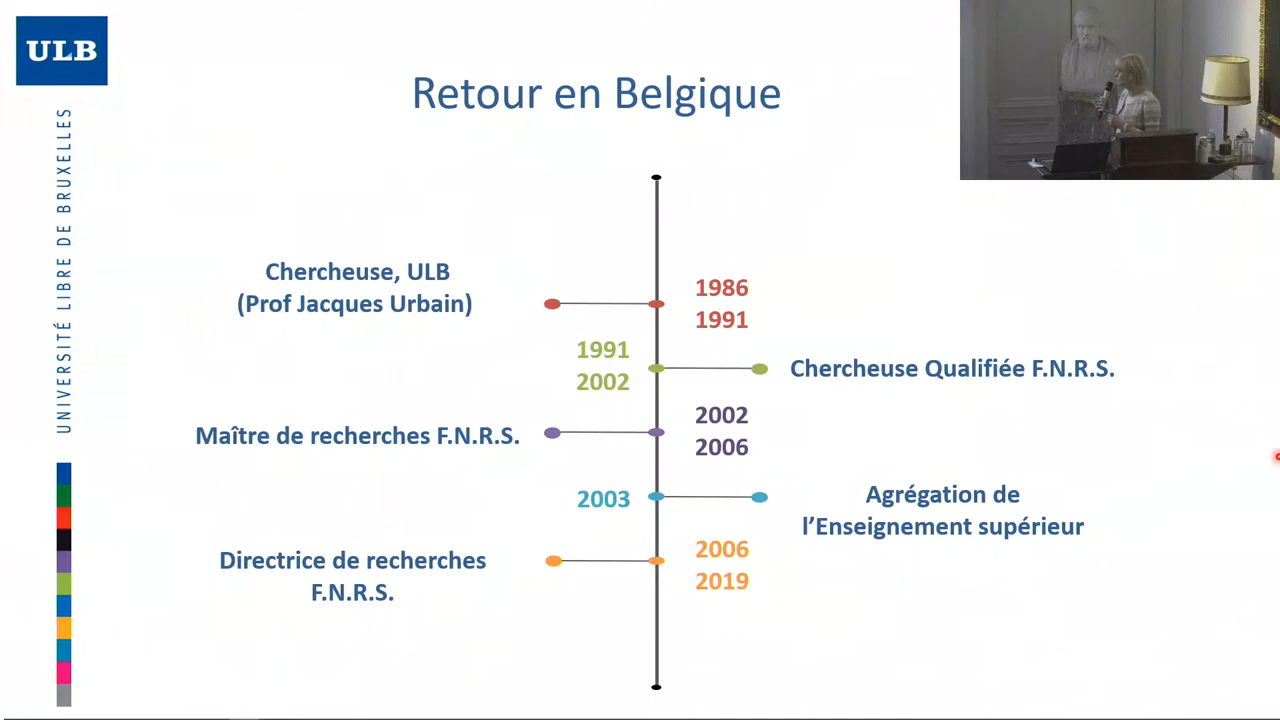 ULB
UNIVERSITÉ LIBRE DE BRUXELLES
Retour en Belgique
Chercheuse, ULB
(Prof Jacques Urbain)
1986
1991
1991
2002
Chercheuse Qualifiée F.N.R.S.
Maître de recherches F.N.R.S.
2002
2006
2003
Agrégation de
l’Enseignement supérieur
Directrice de recherches
F.N.R.S.
2006
2019